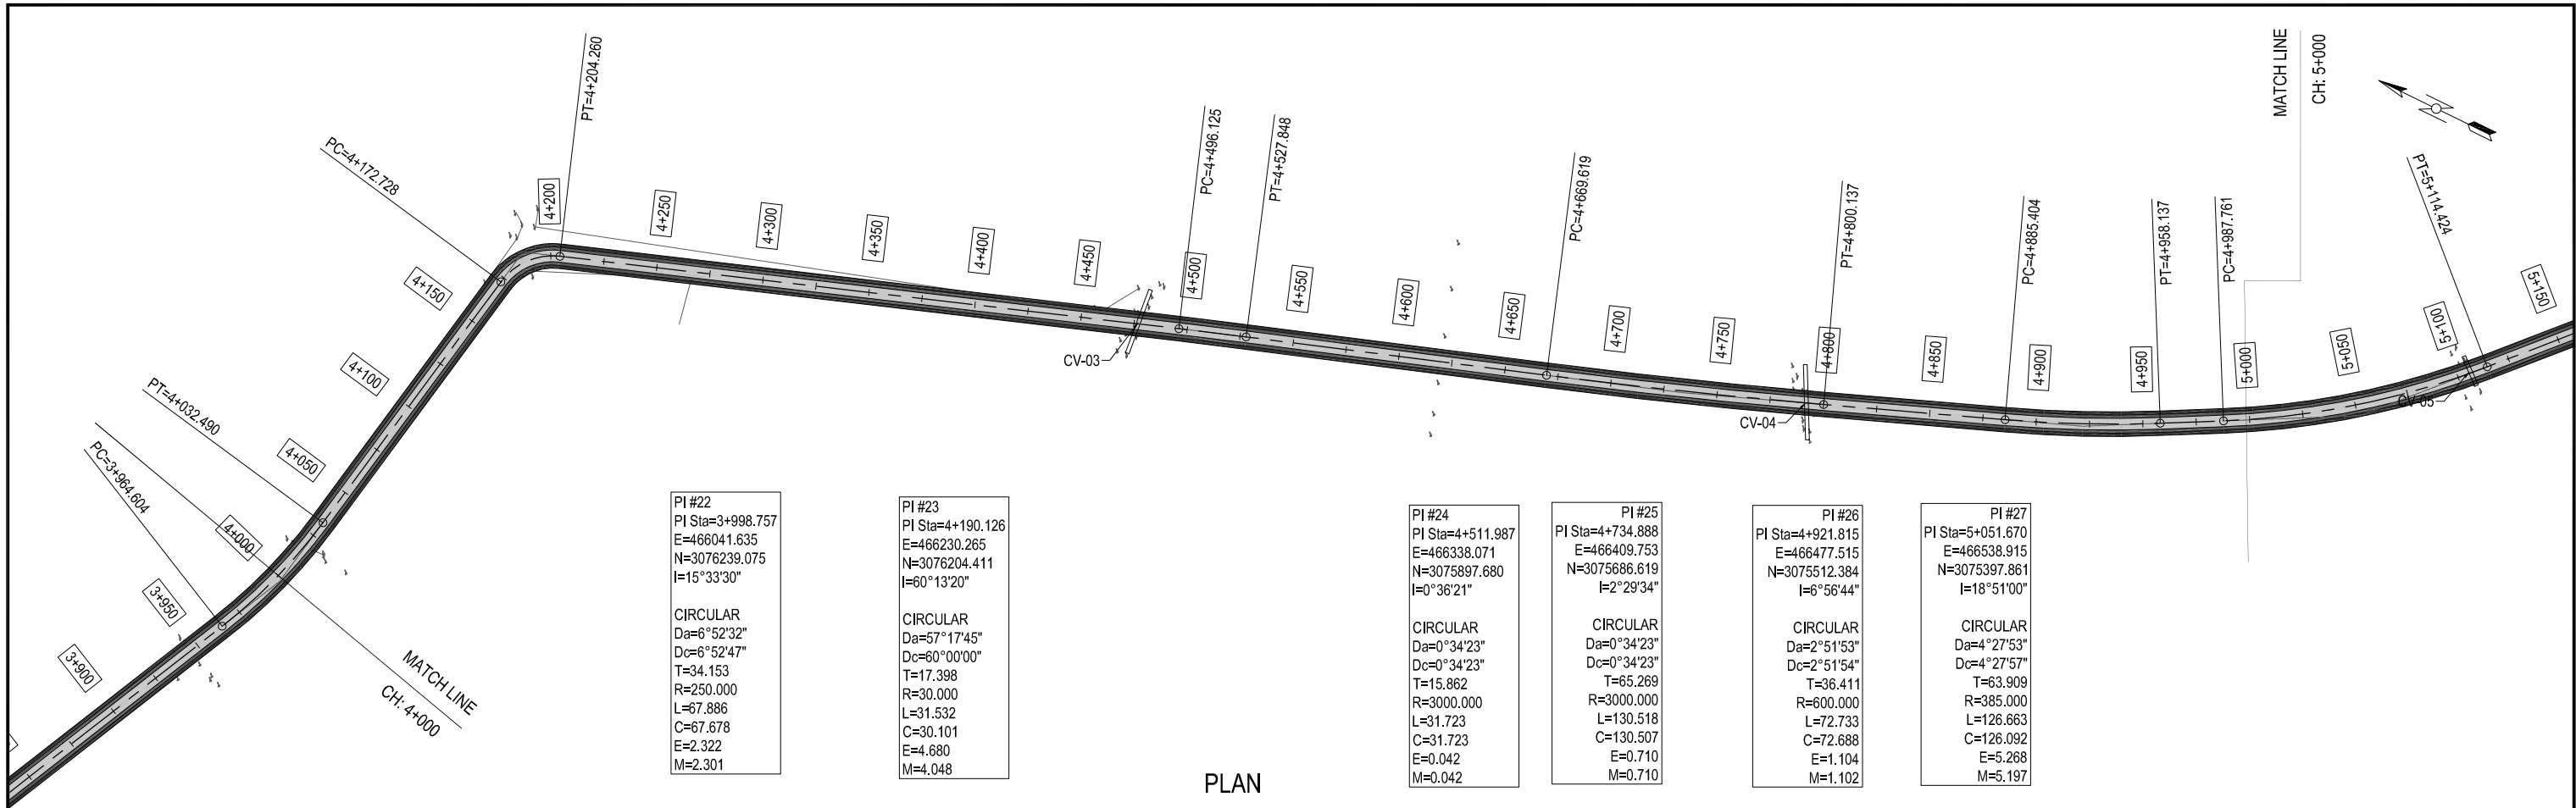 PT=4+204.260
PC=4+172.728
PT=4+032.490
PC=3+964.604
PC=4+496.125
PT=4+527.848
PC=4+669.619
PT=4+800.137
PC=4+885.404
PT=4+958.137
PC=4+987.761
PT=5+114.424
MATCH LINE
CH: 5+000
3+900
3+950
4+000
4+050
4+100
4+150
4+200
4+250
4+300
4+350
4+400
4+450
4+500
4+550
4+600
4+650
4+700
4+750
4+800
4+850
4+900
4+950
5+000
5+050
5+100
5+150
CV-03
CV-04
CV-05
MATCH LINE
CH: 4+000
PI #22
PI Sta=3+998.757
E=466041.635
N=3076239.075
I=15°33'30"
CIRCULAR
Da=6°52'32"
Dc=6°52'47"
T=34.153
R=250.000
L=67.886
C=67.678
E=2.322
M=2.301
PI #23
PI Sta=4+190.126
E=466230.265
N=3076204.411
I=60°13'20"
CIRCULAR
Da=57°17'45"
Dc=60°00'00"
T=17.398
R=30.000
L=31.532
C=30.101
E=4.680
M=4.048
PI #24
PI Sta=4+511.987
E=466338.071
N=3075897.680
I=0°36'21"
CIRCULAR
Da=0°34'23"
Dc=0°34'23"
T=15.862
R=3000.000
L=31.723
C=31.723
E=0.042
M=0.042
PI #25
PI Sta=4+734.888
E=466409.753
N=3075686.619
I=2°29'34"
CIRCULAR
Da=0°34'23"
Dc=0°34'23"
T=65.269
R=3000.000
L=130.518
C=130.507
E=0.710
M=0.710
PI #26
PI Sta=4+921.815
E=466477.515
N=3075512.384
I=6°56'44"
CIRCULAR
Da=2°51'53"
Dc=2°51'54"
T=36.411
R=600.000
L=72.733
C=72.688
E=1.104
M=1.102
PI #27
PI Sta=5+051.670
E=466538.915
N=3075397.861
I=18°51'00"
CIRCULAR
Da=4°27'53"
Dc=4°27'57"
T=63.909
R=385.000
L=126.663
C=126.092
E=5.268
M=5.197
PLAN